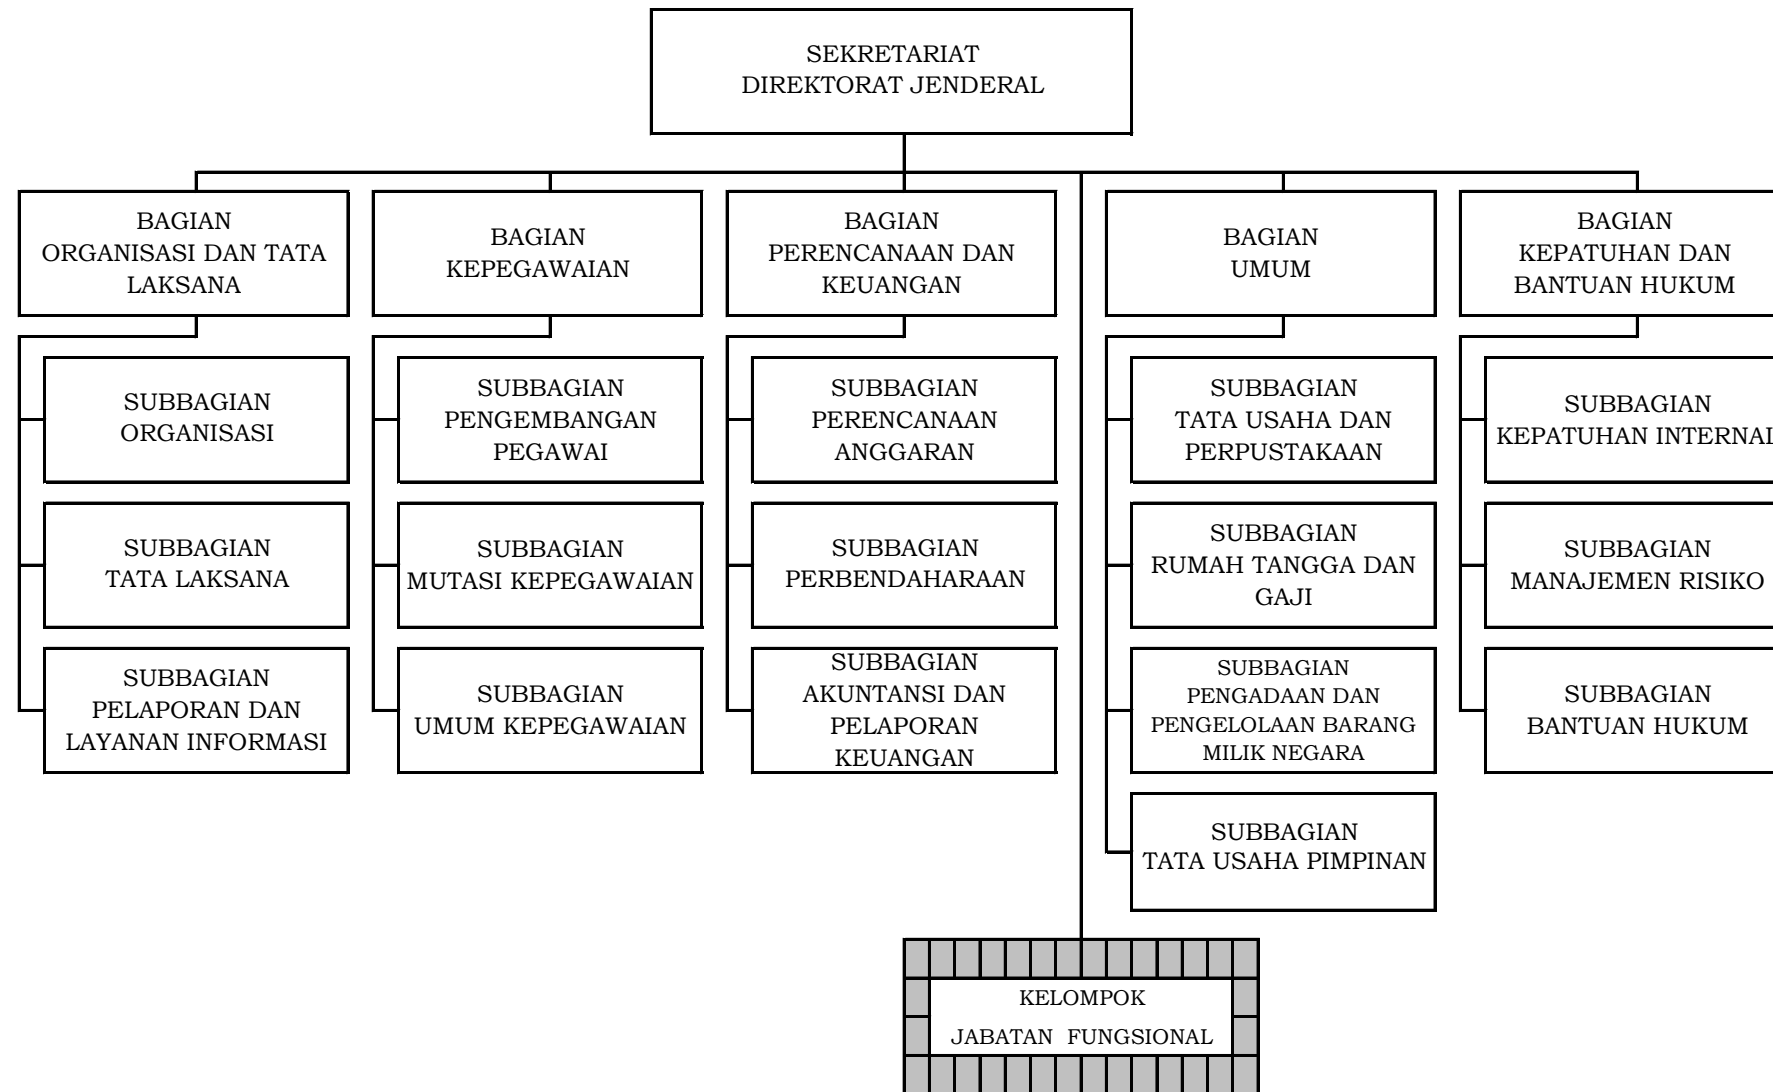 SEKRETARIAT
DIREKTORAT JENDERAL
BAGIAN
ORGANISASI DAN TATA
LAKSANA
BAGIAN
KEPEGAWAIAN
BAGIAN
PERENCANAAN DAN
KEUANGAN
BAGIAN
UMUM
BAGIAN
KEPATUHAN DAN
BANTUAN HUKUM
SUBBAGIAN
ORGANISASI
SUBBAGIAN
PENGEMBANGAN
PEGAWAI
SUBBAGIAN
PERENCANAAN
ANGGARAN
SUBBAGIAN
TATA USAHA DAN
PERPUSTAKAAN
SUBBAGIAN
KEPATUHAN INTERNAL
SUBBAGIAN
TATA LAKSANA
SUBBAGIAN
MUTASI KEPEGAWAIAN
SUBBAGIAN
PERBENDAHARAAN
SUBBAGIAN
RUMAH TANGGA DAN
GAJI
SUBBAGIAN
MANAJEMEN RISIKO
SUBBAGIAN
PELAPORAN DAN
LAYANAN INFORMASI
SUBBAGIAN
UMUM KEPEGAWAIAN
SUBBAGIAN
AKUNTANSI DAN
PELAPORAN
KEUANGAN
SUBBAGIAN
PENGADAAN DAN
PENGELOLAAN BARANG
MILIK NEGARA
SUBBAGIAN
BANTUAN HUKUM
SUBBAGIAN
TATA USAHA PIMPINAN
KELOMPOK
JABATAN FUNGSIONAL